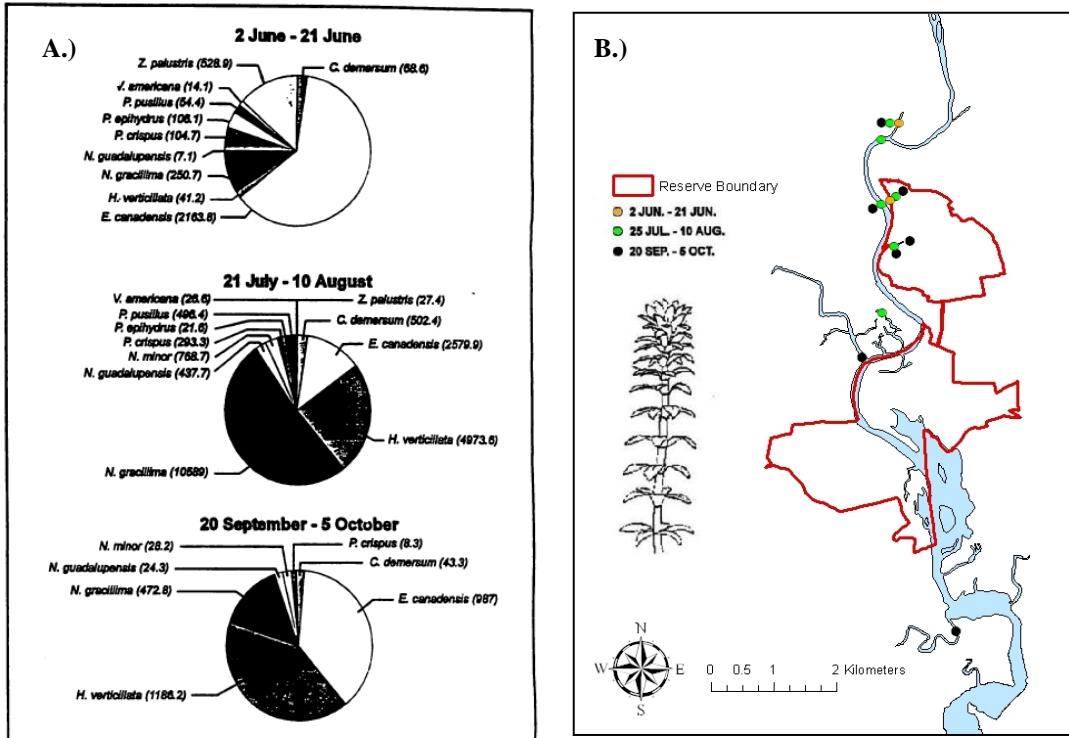 A.)
2 June - 21 June
Z. palustris (528.9)
C. demersum (68.6)
V. americana (14.1)
P. pusillus (54.4)
P. epihydrus (106.1)
P. crispus (104.7)
N. guadalupensis (7.1)
N. gracillima (250.7)
H. verticillata (41.2)
E. canadensis (2163.8)
21 July - 10 August
V. americana (26.6)
Z. palustris (27.4)
P. pusillus (496.4)
C. demersum (502.4)
P. epihydrus (21.6)
E. canadensis (2579.9)
P. crispus (293.3)
N. minor (768.7)
N. guadalupensis (437.7)
H. verticillata (4973.6)
N. gracillima (10589)
20 September - 5 October
N. minor (28.2)
P. crispus (8.3)
N. guadalupensis (24.3)
C. demersum (43.3)
N. gracillima (472.8)
E. canadensis (987)
H. verticillata (1186.2)
B.)
Reserve Boundary
2 JUN. - 21 JUN.
25 JUL. - 10 AUG.
20 SEP. - 5 OCT.
N
W E
S
0 0.5 1 2 Kilometers